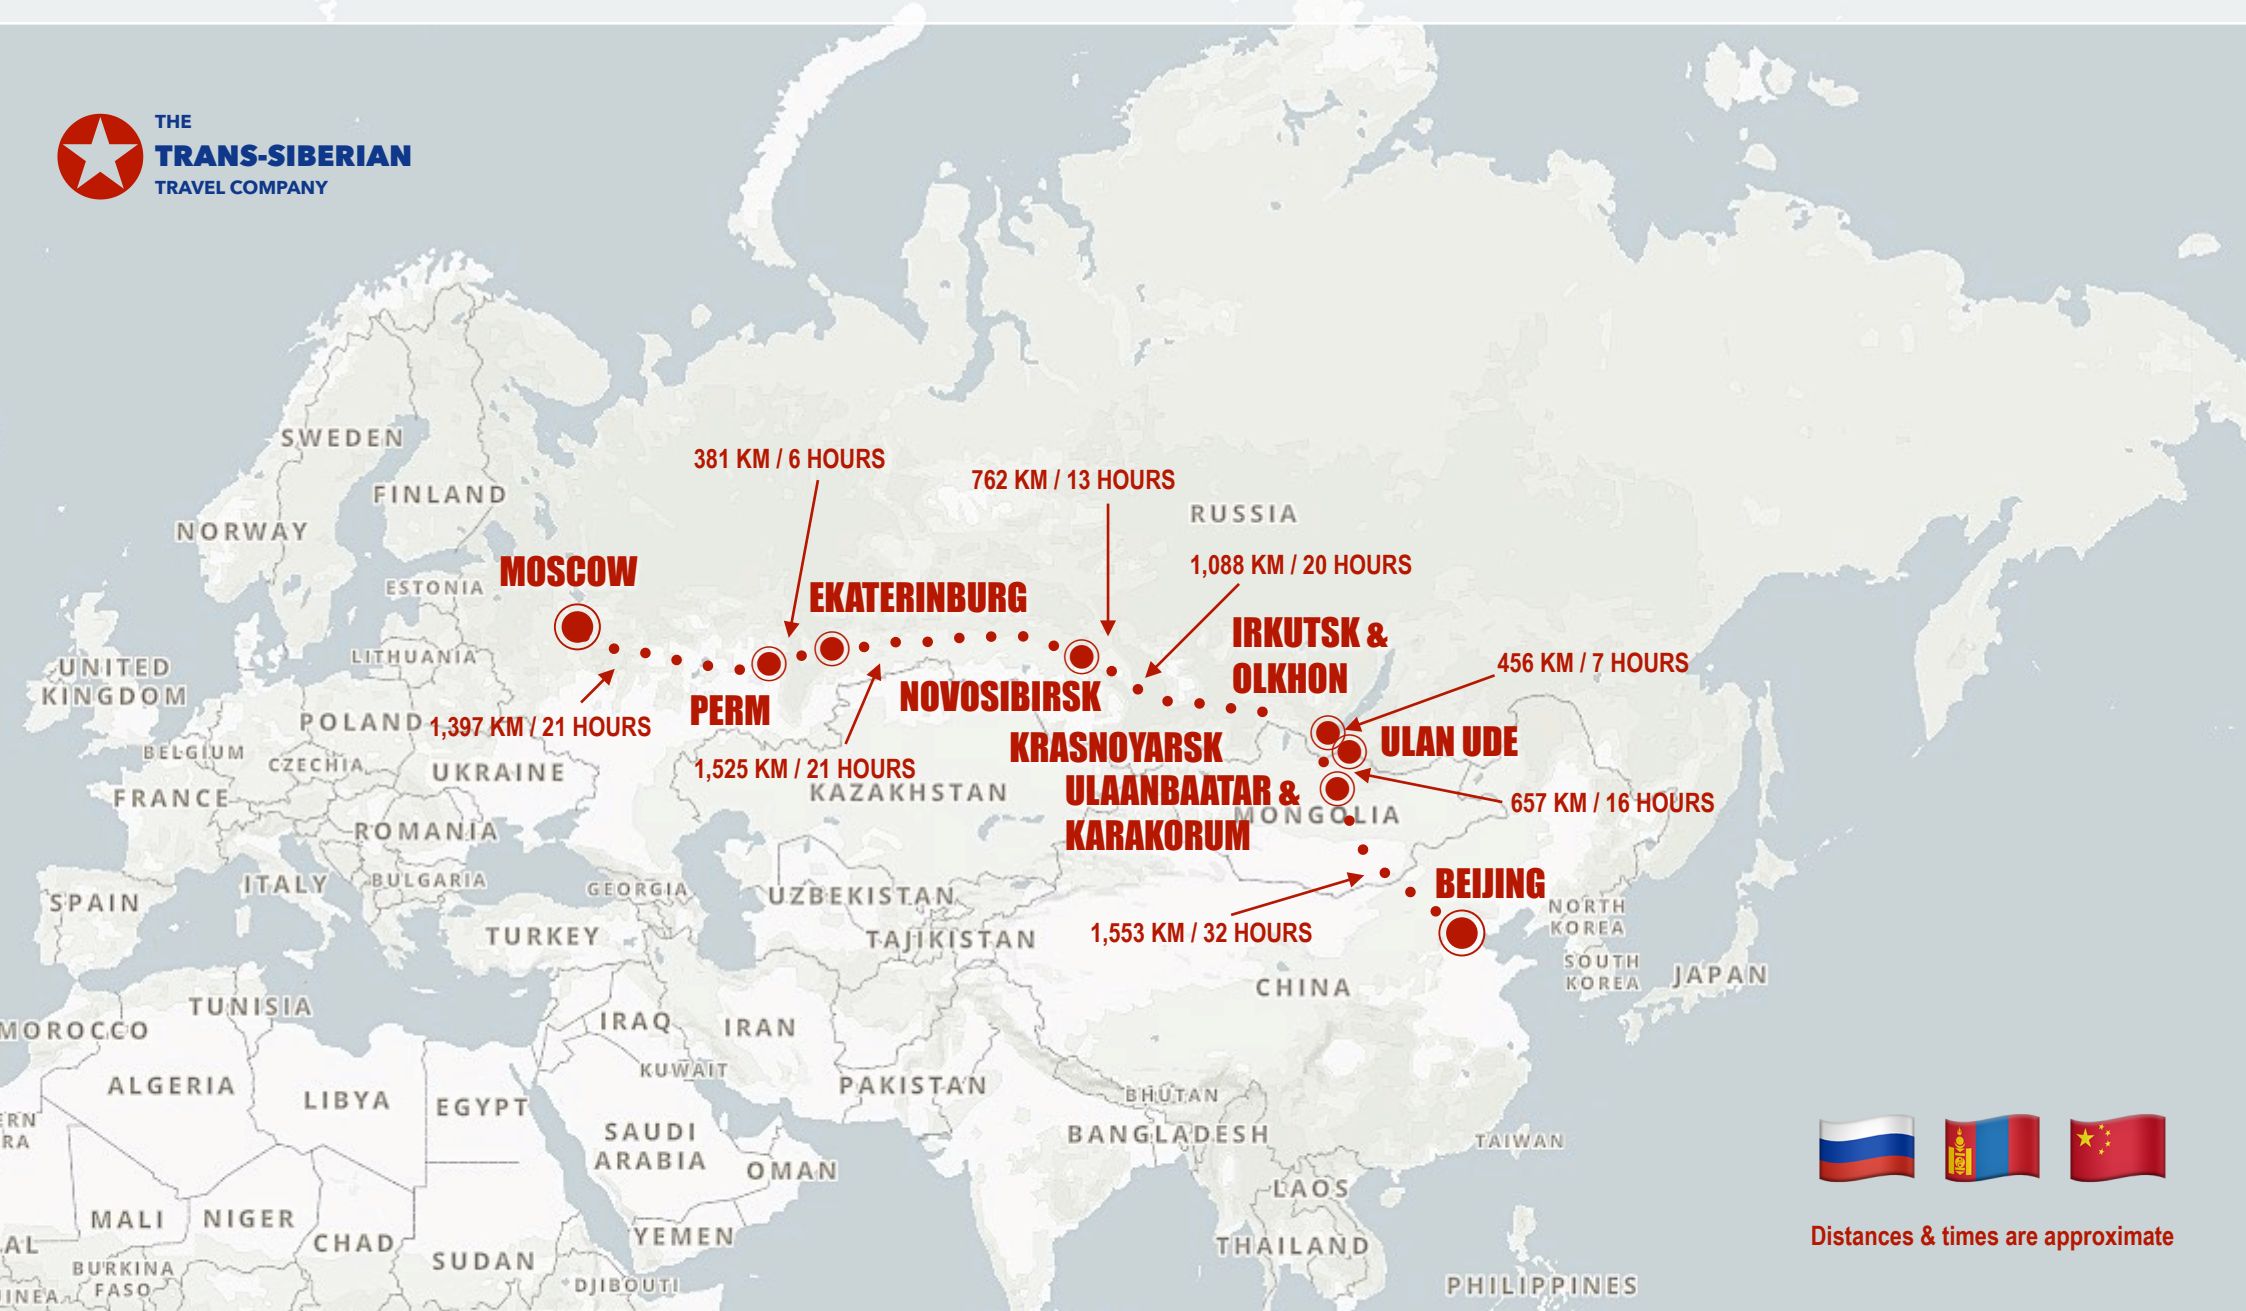 THE
TRANS-SIBERIAN
TRAVEL COMPANY
SWEDEN
FINLAND
NORWAY
381 KM / 6 HOURS
762 KM / 13 HOURS
RUSSIA
1,088 KM / 20 HOURS
MOSCOW
ESTONIA
EKATERINBURG
IRKUTSK &
OLKHON
LITHUANIA
UNITED
KINGDOM
456 KM / 7 HOURS
PERM
NOVOSIBIRSK
POLAND
1,397 KM / 21 HOURS
ULAN UDE
KRASNOYARSK
BELGIUM
CZECHIA
UKRAINE
1,525 KM / 21 HOURS
KAZAKHSTAN
ULAANBAATAR &
KARAKORUM
MONGOLIA
657 KM / 16 HOURS
FRANCE
ROMANIA
ITALY
BULGARIA
GEORGIA
SPAIN
UZBEKISTAN
BEIJING
NORTH
KOREA
1,553 KM / 32 HOURS
TURKEY
TAJIKISTAN
SOUTH
KOREA
JAPAN
CHINA
TUNISIA
MOROCCO
IRAQ
IRAN
KUWAIT
ALGERIA
LIBYA
EGYPT
PAKISTAN
BHUTAN
ERN
RA
SAUDI
ARABIA
OMAN
BANGLADESH
TAIWAN
LAOS
MALI
NIGER
CHAD
SUDAN
YEMEN
THAILAND
AL
BURKINA
FASO
INEA
DJIBOUTI
PHILIPPINES
Distances & times are approximate